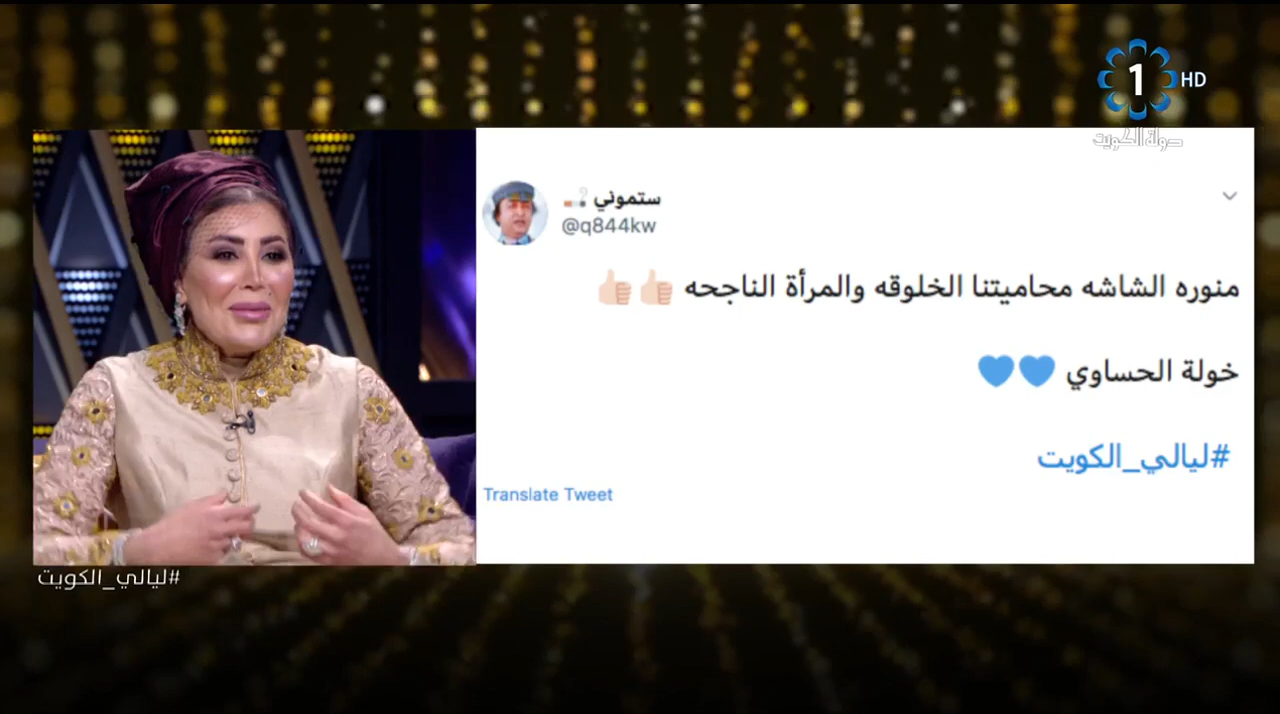 1 HD
دولة الكويت
ستموني 🚬
@q844kw
منوره الشاشه محاميتنا الخلوقه والمرأة الناجحه 👍🏻👍🏻
خولة الحساوي 💙💙
#ليالي_الكويت
Translate Tweet
#ليالي_الكويت